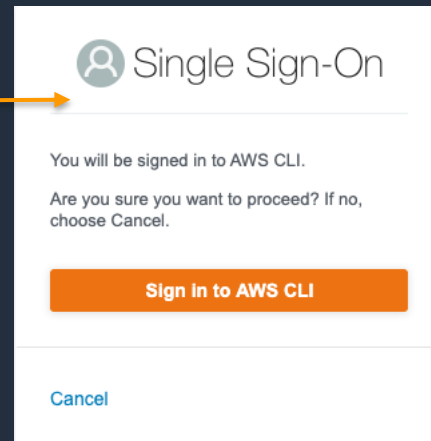 Single Sign-On
You will be signed in to AWS CLI.
Are you sure you want to proceed? If no,
choose Cancel.
Sign in to AWS CLI
Cancel